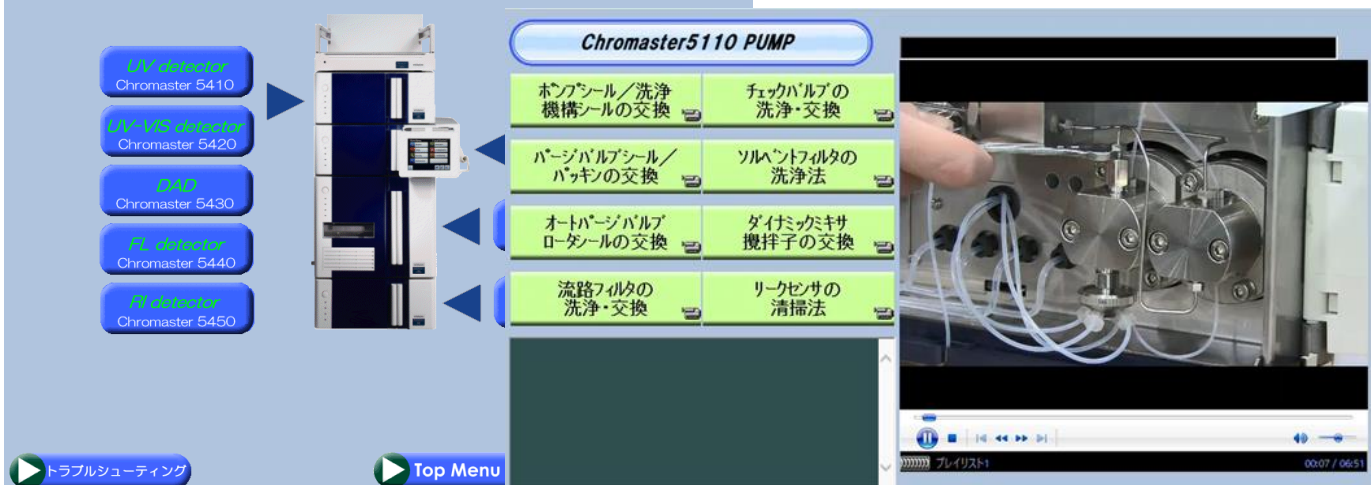 UV detector
Chromaster 5410
UV-VIS detector
Chromaster 5420
DAD
Chromaster 5430
FL detector
Chromaster 5440
RI detector
Chromaster 5450
トラブルシューティング
Top Menu
Chromaster5110 PUMP
ポンプシール／洗浄
機構シールの交換
チェックバルブの
洗浄・交換
パージバルブシール／
パッキンの交換
ソルベントフィルタの
洗浄法
オートパージバルブ
ロータシールの交換
ダイナミックミキサ
攪拌子の交換
流路フィルタの
洗浄・交換
リークセンサの
清掃法
プレイリスト1
00:07 / 06:51